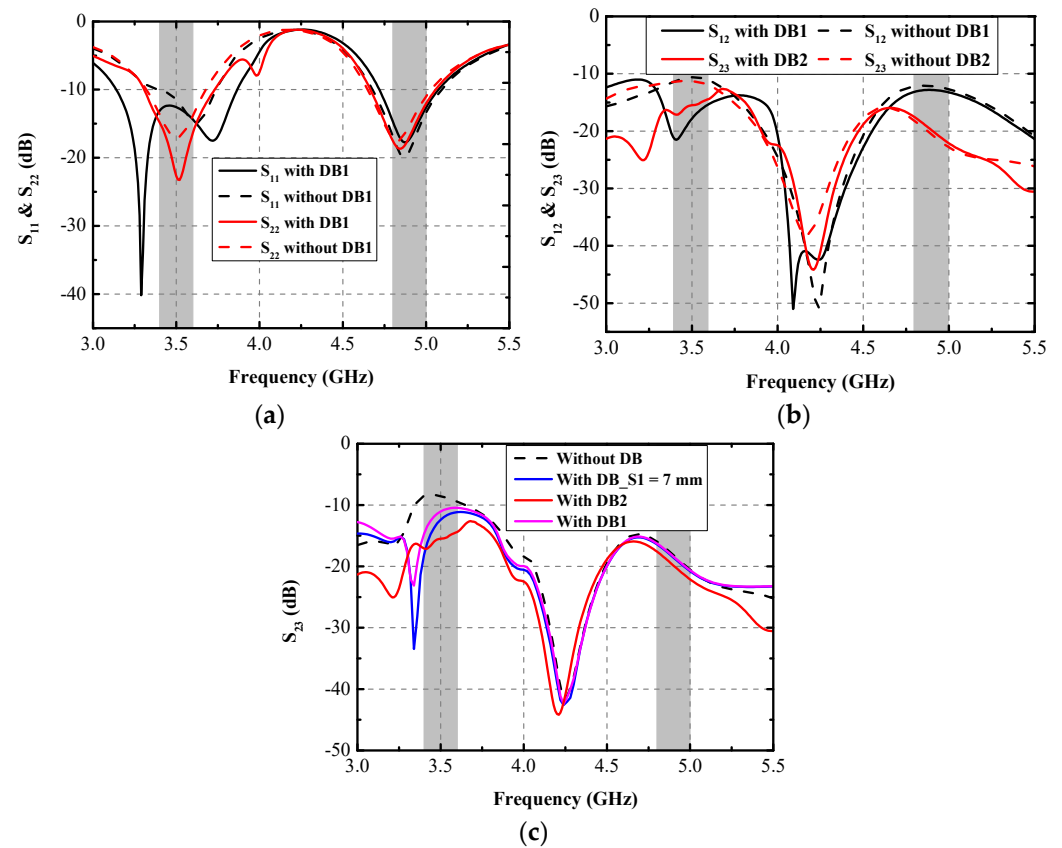 0
-10
-20
-30
-40
S11 & S22 (dB)
S11 with DB1
S11 without DB1
S22 with DB1
S22 without DB1
3.0 3.5 4.0 4.5 5.0 5.5
Frequency (GHz)
(a)
0
-10
-20
-30
-40
-50
S12 & S23 (dB)
S12 with DB1 S12 without DB1
S23 with DB2 S23 without DB2
3.0 3.5 4.0 4.5 5.0 5.5
Frequency (GHz)
(b)
0
-10
-20
-30
-40
-50
S23 (dB)
Without DB
With DB_S1 = 7 mm
With DB2
With DB1
3.0 3.5 4.0 4.5 5.0 5.5
Frequency (GHz)
(c)